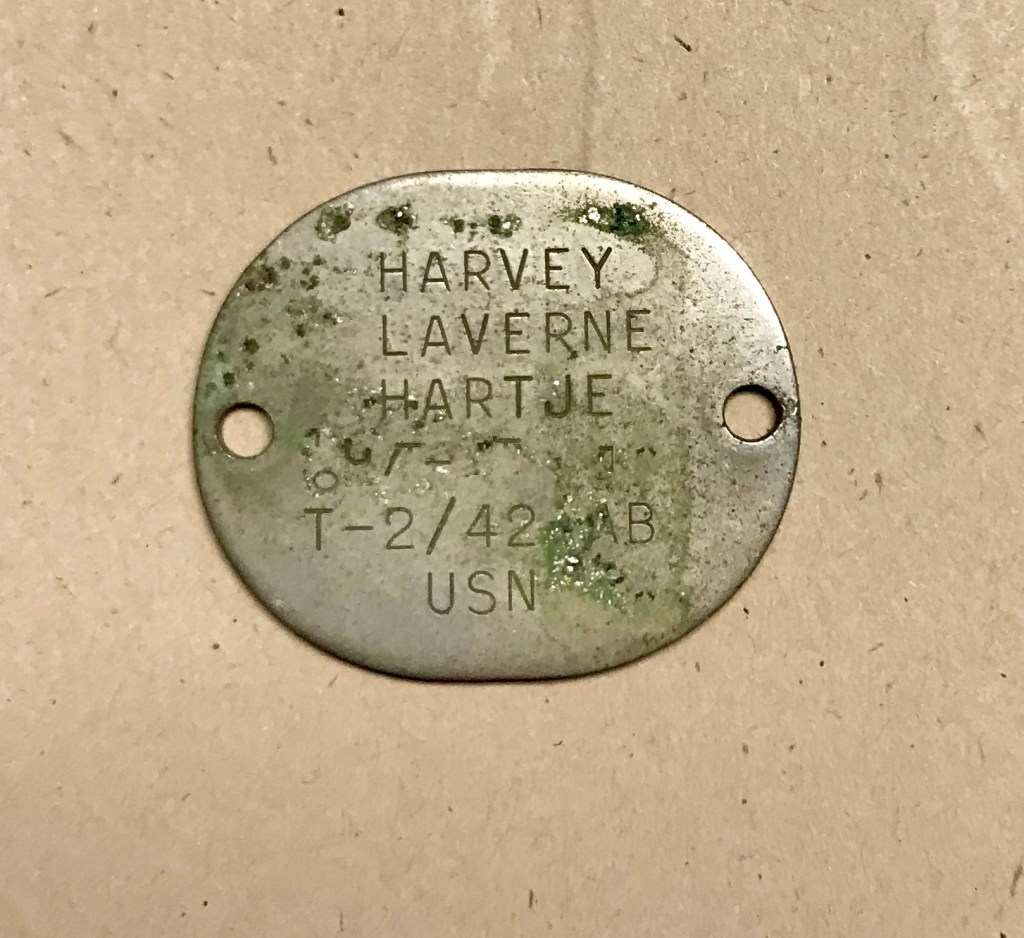 HARVEY
LAVERNE
HARTJE
T-2/42 AB
USN